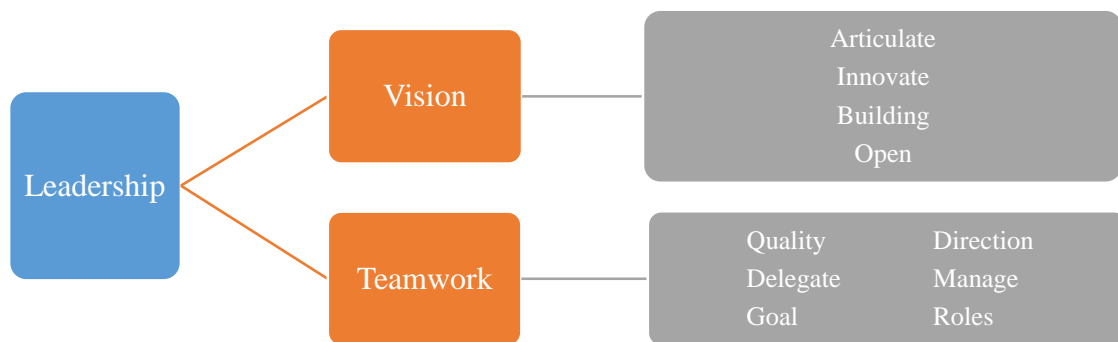 Leadership
Vision
Articulate
Innovate
Building
Open
Teamwork
Quality Direction
Delegate Manage
Goal Roles